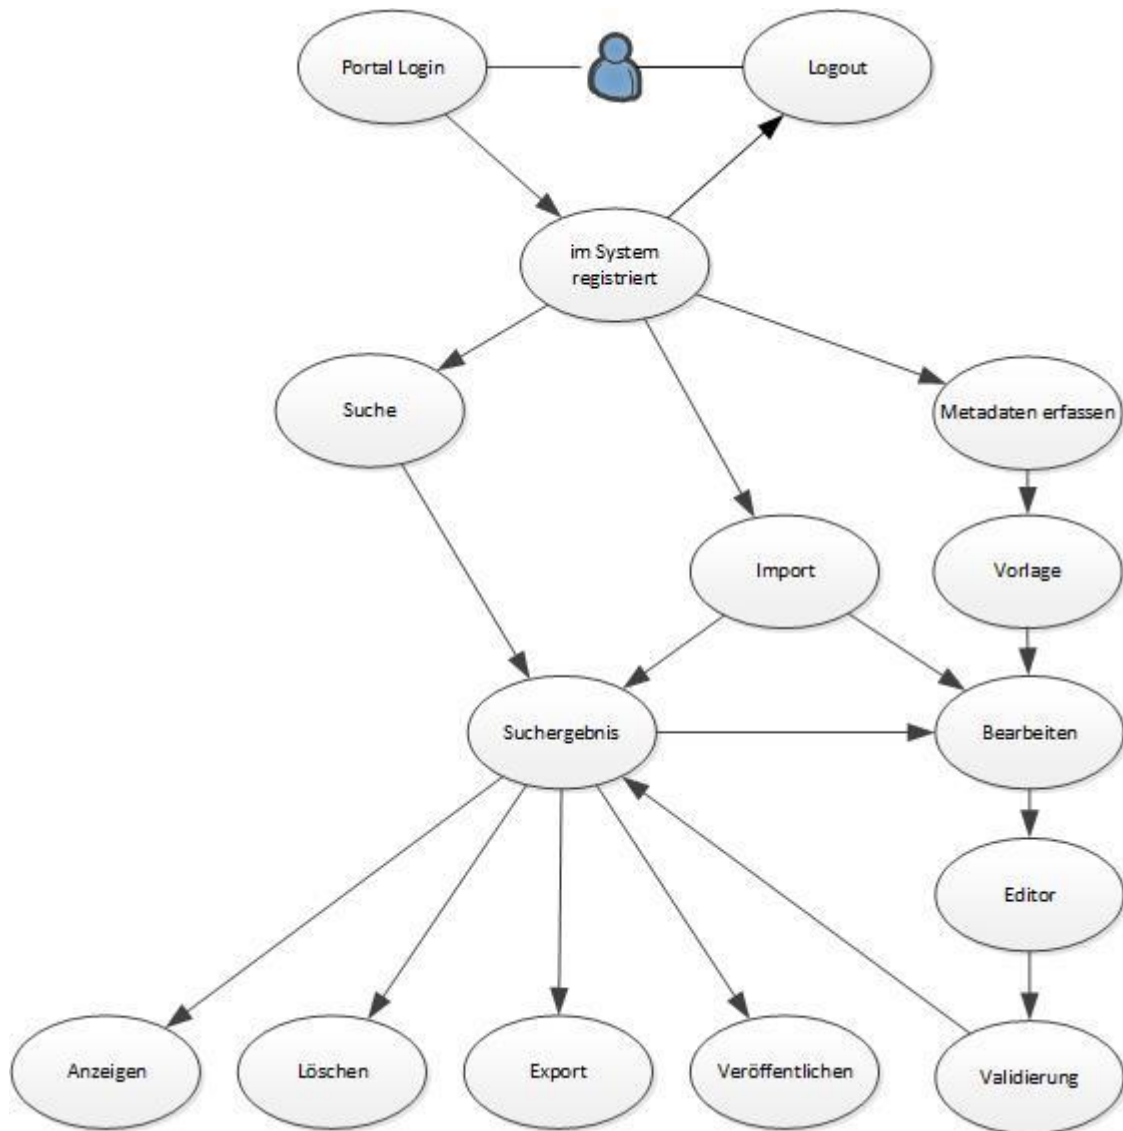 Portal Login
Logout
im System
registriert
Suche
Metadaten erfassen
Import
Vorlage
Suchergebnis
Bearbeiten
Editor
Anzeigen
Löschen
Export
Veröffentlichen
Validierung